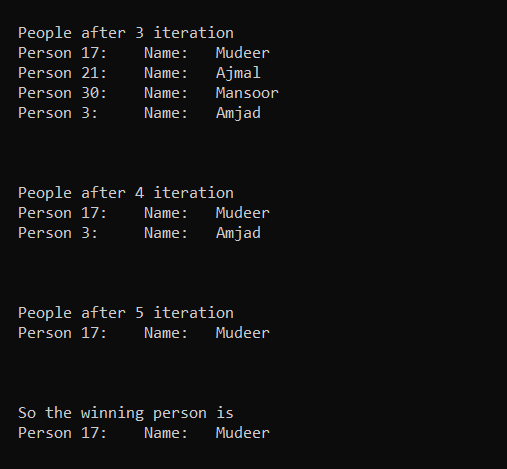 People after 3 iteration
Person 17:    Name:   Mudeer
Person 21:    Name:   Ajmal
Person 30:    Name:   Mansoor
Person 3:     Name:   Amjad
People after 4 iteration
Person 17:    Name:   Mudeer
Person 3:     Name:   Amjad
People after 5 iteration
Person 17:    Name:   Mudeer
So the winning person is
Person 17:    Name:   Mudeer